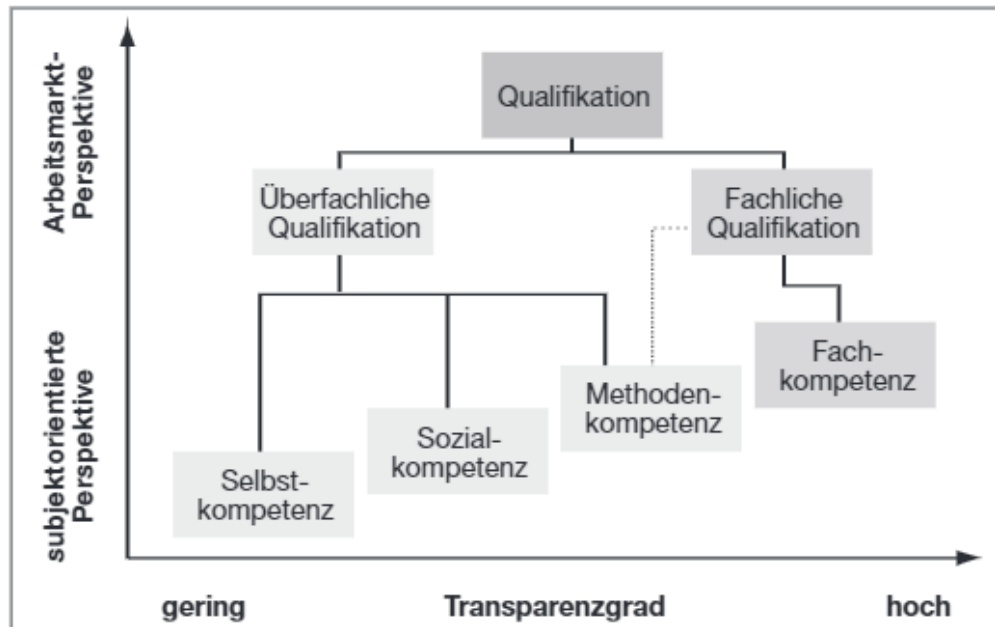 Arbeitsmarkt-
Perspektive
subjektorientierte
Perspektive
Qualifikation
Überfachliche
Qualifikation
Fachliche
Qualifikation
Fach-
kompetenz
Methoden-
kompetenz
Sozial-
kompetenz
Selbst-
kompetenz
gering
Transparenzgrad
hoch